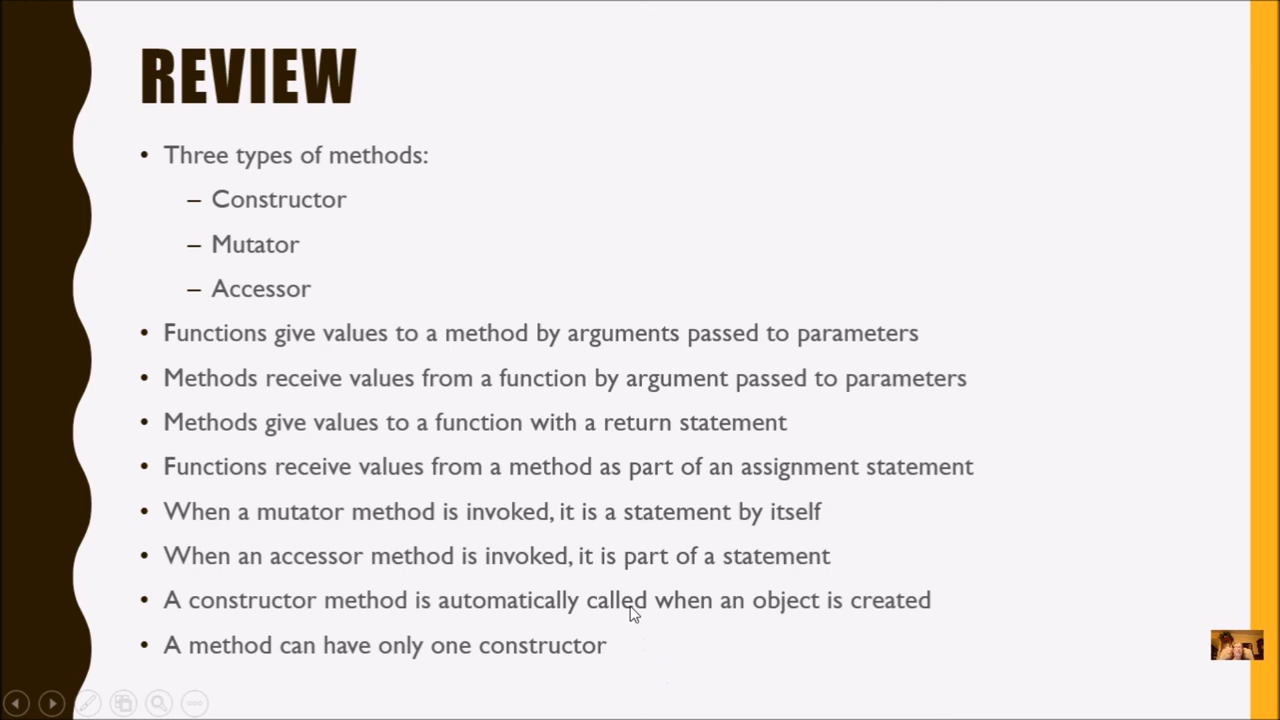 REVIEW
• Three types of methods:
– Constructor
– Mutator
– Accessor
• Functions give values to a method by arguments passed to parameters
• Methods receive values from a function by argument passed to parameters
• Methods give values to a function with a return statement
• Functions receive values from a method as part of an assignment statement
• When a mutator method is invoked, it is a statement by itself
• When an accessor method is invoked, it is part of a statement
• A constructor method is automatically called when an object is created
• A method can have only one constructor